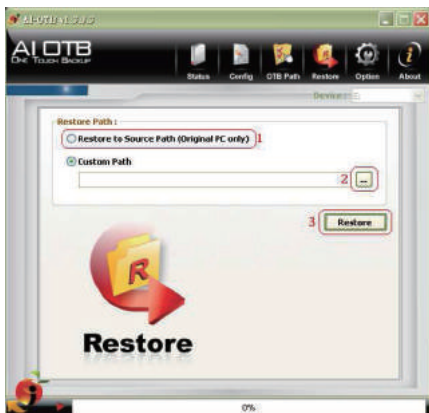 AI OTB
ONE TOUCH BACKUP
Status Config OTB Path Restore Option About
Device:
Restore Path :
Restore to Source Path (Original PC only) 1
Custom Path
2 ...
3 Restore
R
Restore
0%